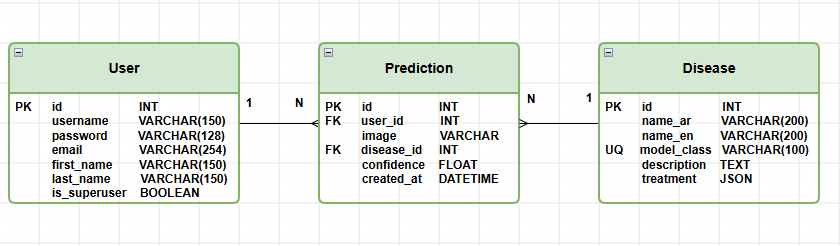 User
PK id INT
username VARCHAR(150)
password VARCHAR(128)
email VARCHAR(254)
first_name VARCHAR(150)
last_name VARCHAR(150)
is_superuser BOOLEAN
1 N
Prediction
PK id INT
FK user_id INT
image VARCHAR
FK disease_id INT
confidence FLOAT
created_at DATETIME
N 1
Disease
PK id INT
name_ar VARCHAR(200)
name_en VARCHAR(200)
UQ model_class VARCHAR(100)
description TEXT
treatment JSON